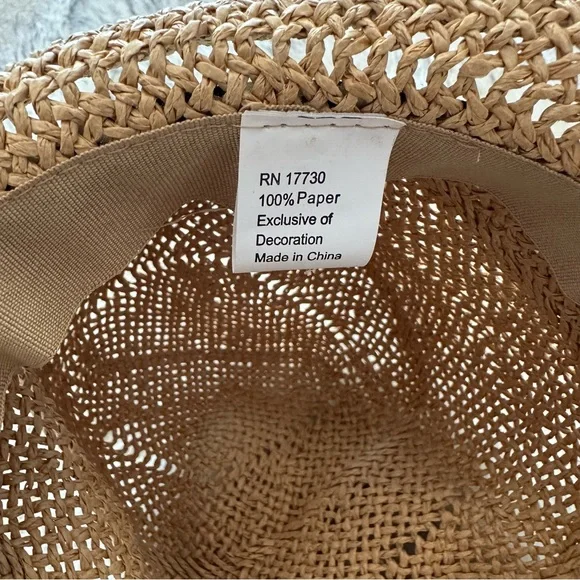 RN 17730
100% Paper
Exclusive of
Decoration
Made in China